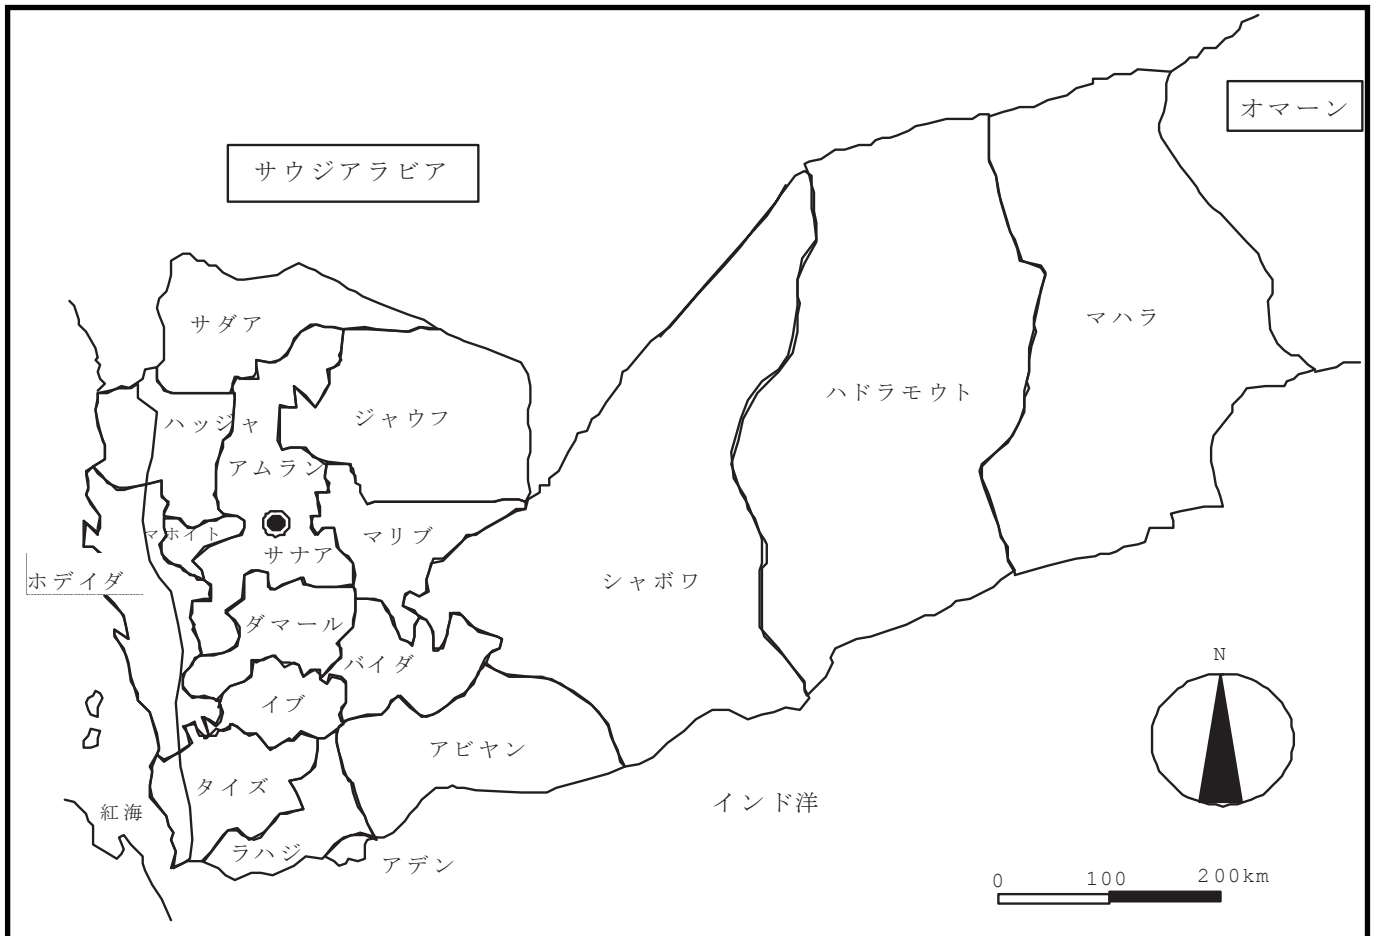 オマーン
サウジアラビア
サダア
マハラ
ハドラモウト
ジャウフ
ハッジャ
アムラン
マリブ
マホイト
サナア
シャボワ
ホデイダ
ダマール
バイダ
N
イブ
アビヤン
タイズ
インド洋
紅海
ラハジ
アデン
0 100 200km